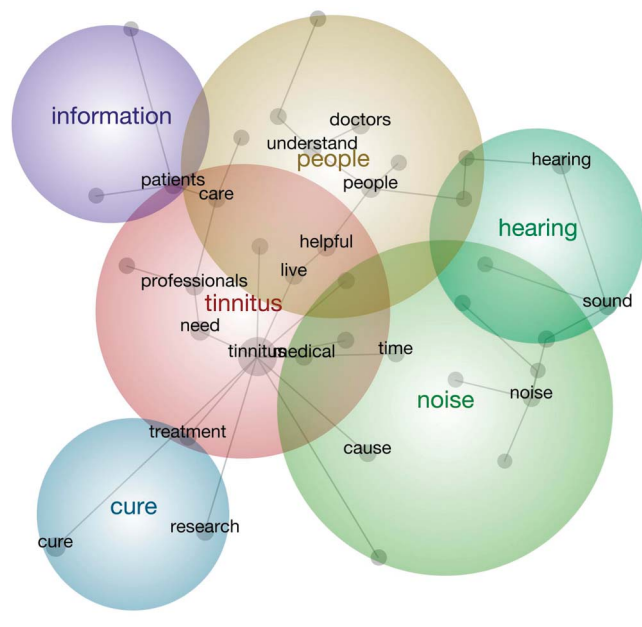 information
doctors
understand
people
hearing
patients
care
people
hearing
helpful
live
professionals
tinnitus
sound
need
tinnitus
medical
time
noise
noise
treatment
cause
cure
research
cure